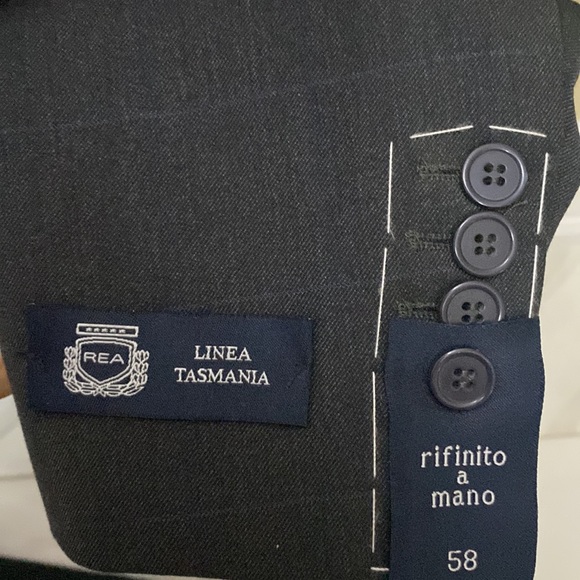 REA
LINEA
TASMANIA
rifinito
a
mano
58